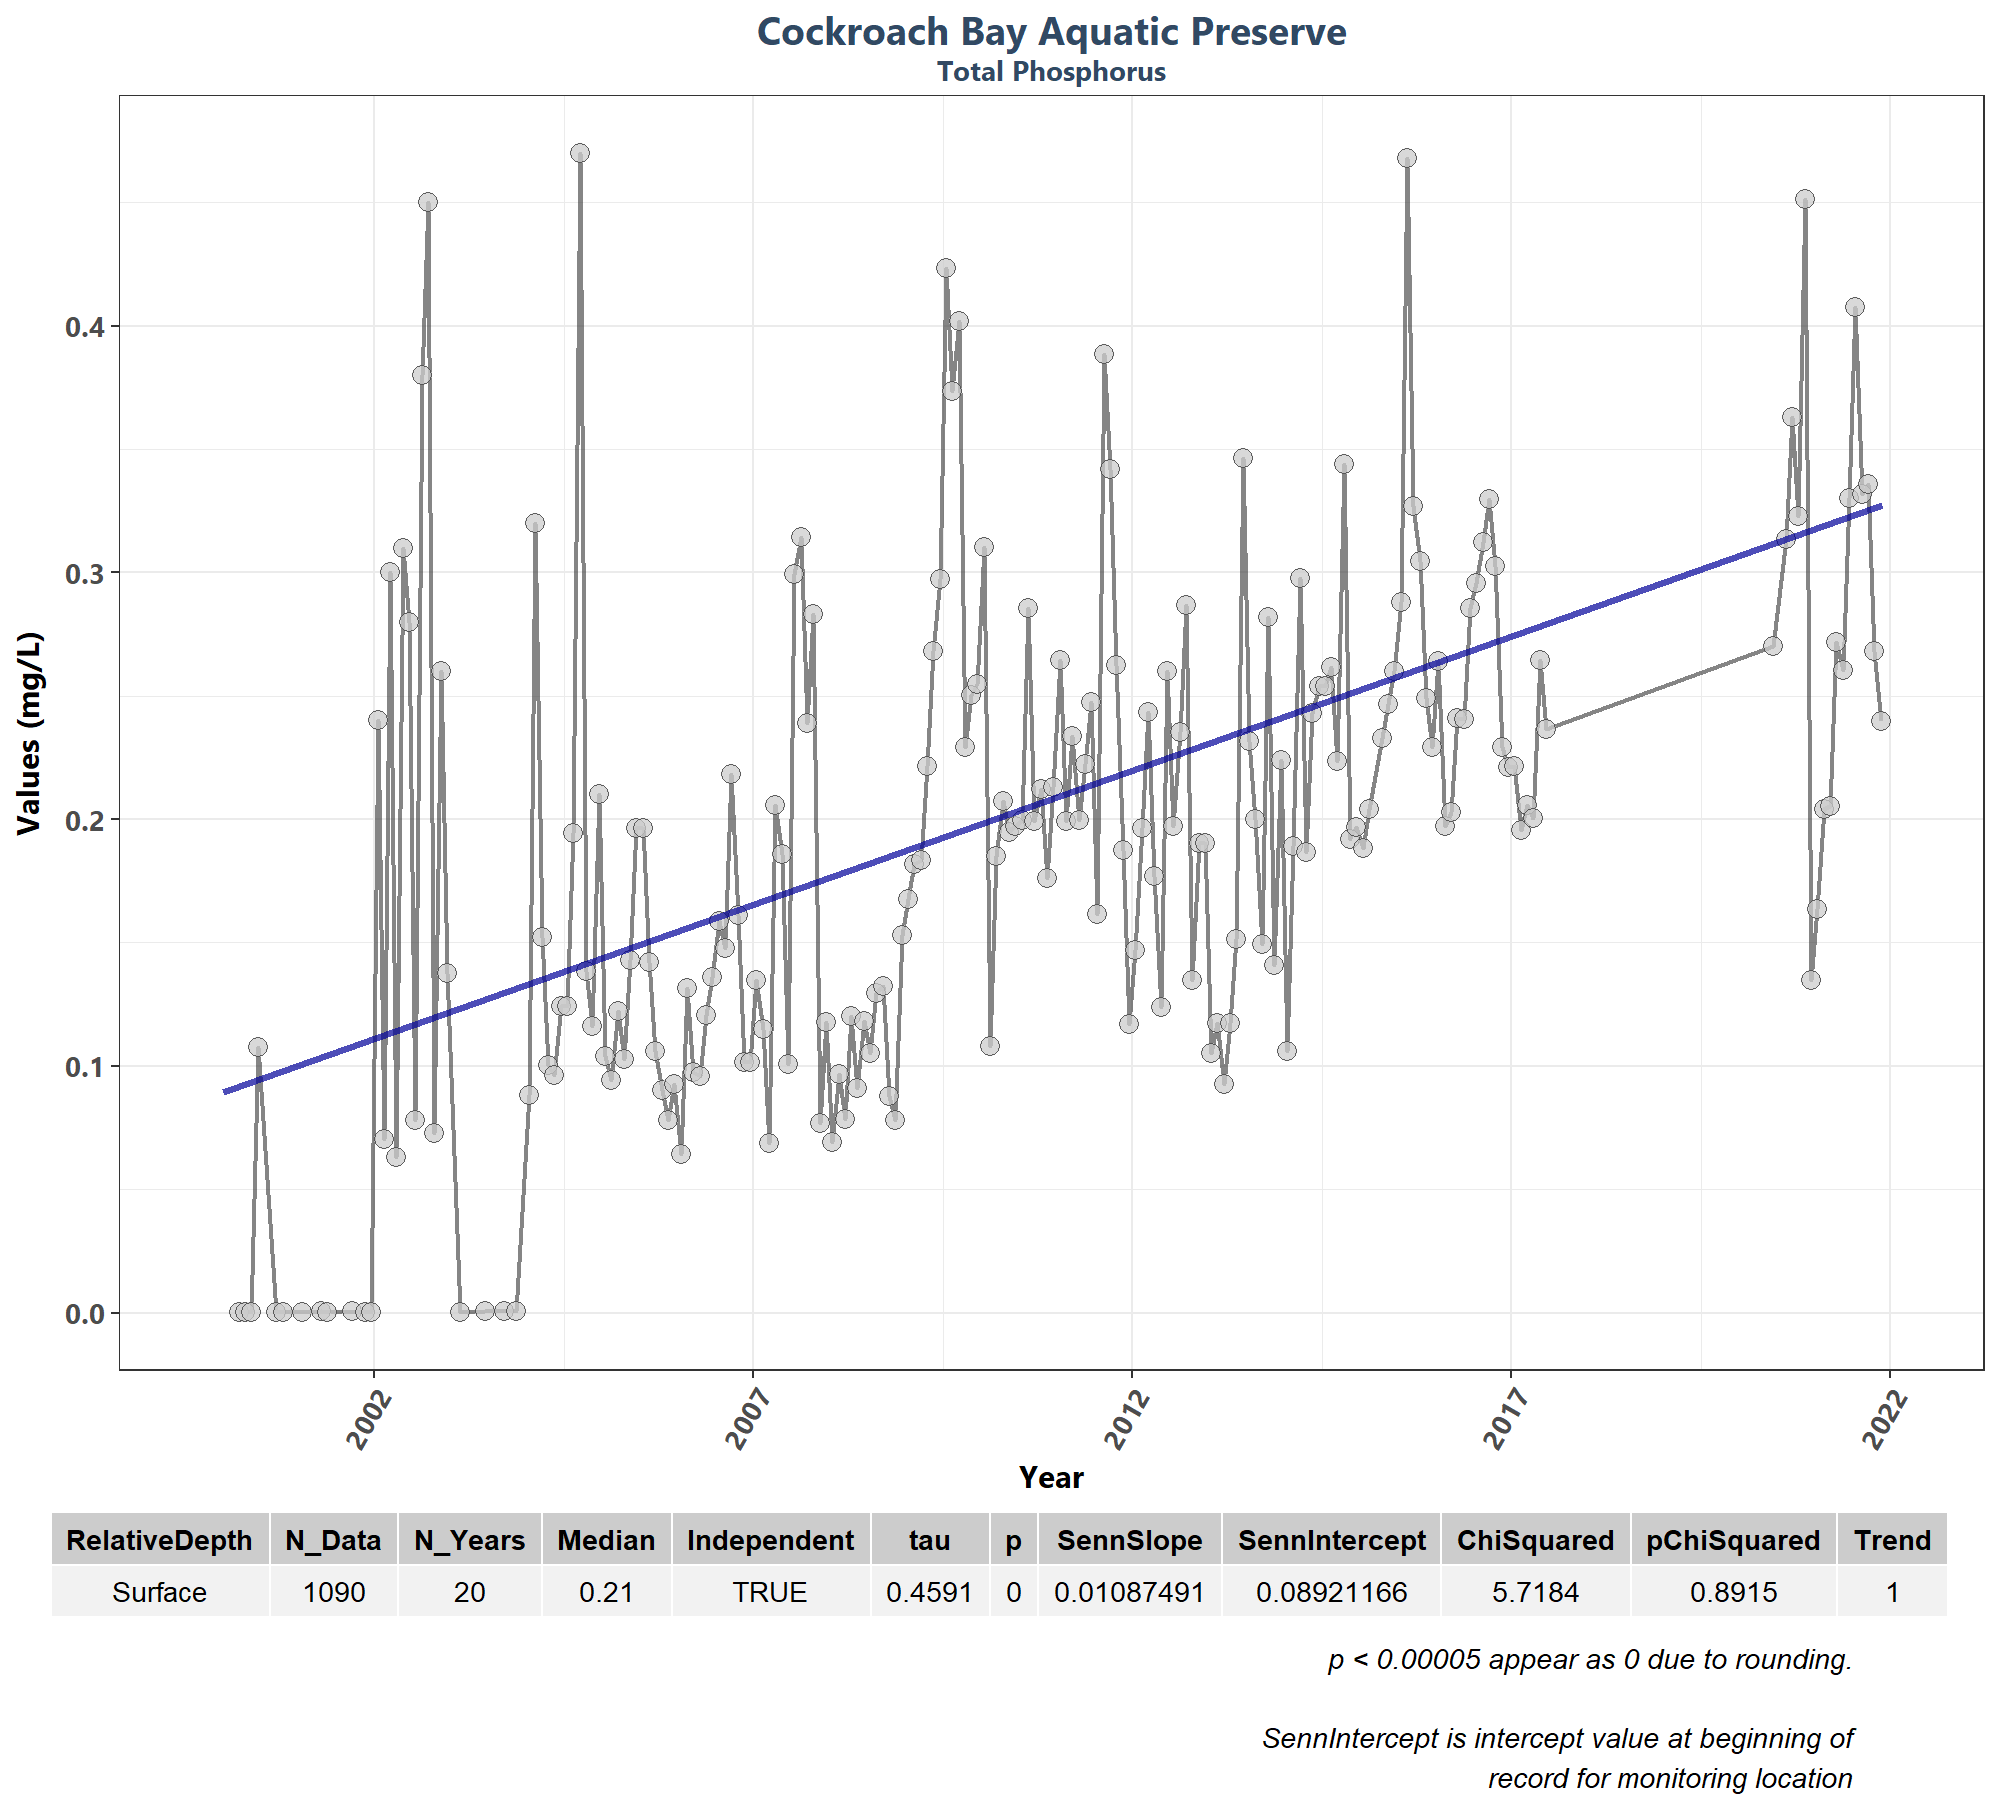 Cockroach Bay Aquatic Preserve
Total Phosphorus
Values (mg/L)
0.4
0.3
0.2
0.1
0.0
2002
2007
2012
2017
2022
Year
RelativeDepth N_Data N_Years Median Independent tau p SennSlope SennIntercept ChiSquared pChiSquared Trend
Surface 1090 20 0.21 TRUE 0.4591 0 0.01087491 0.08921166 5.7184 0.8915 1
p < 0.00005 appear as 0 due to rounding.
SennIntercept is intercept value at beginning of
record for monitoring location